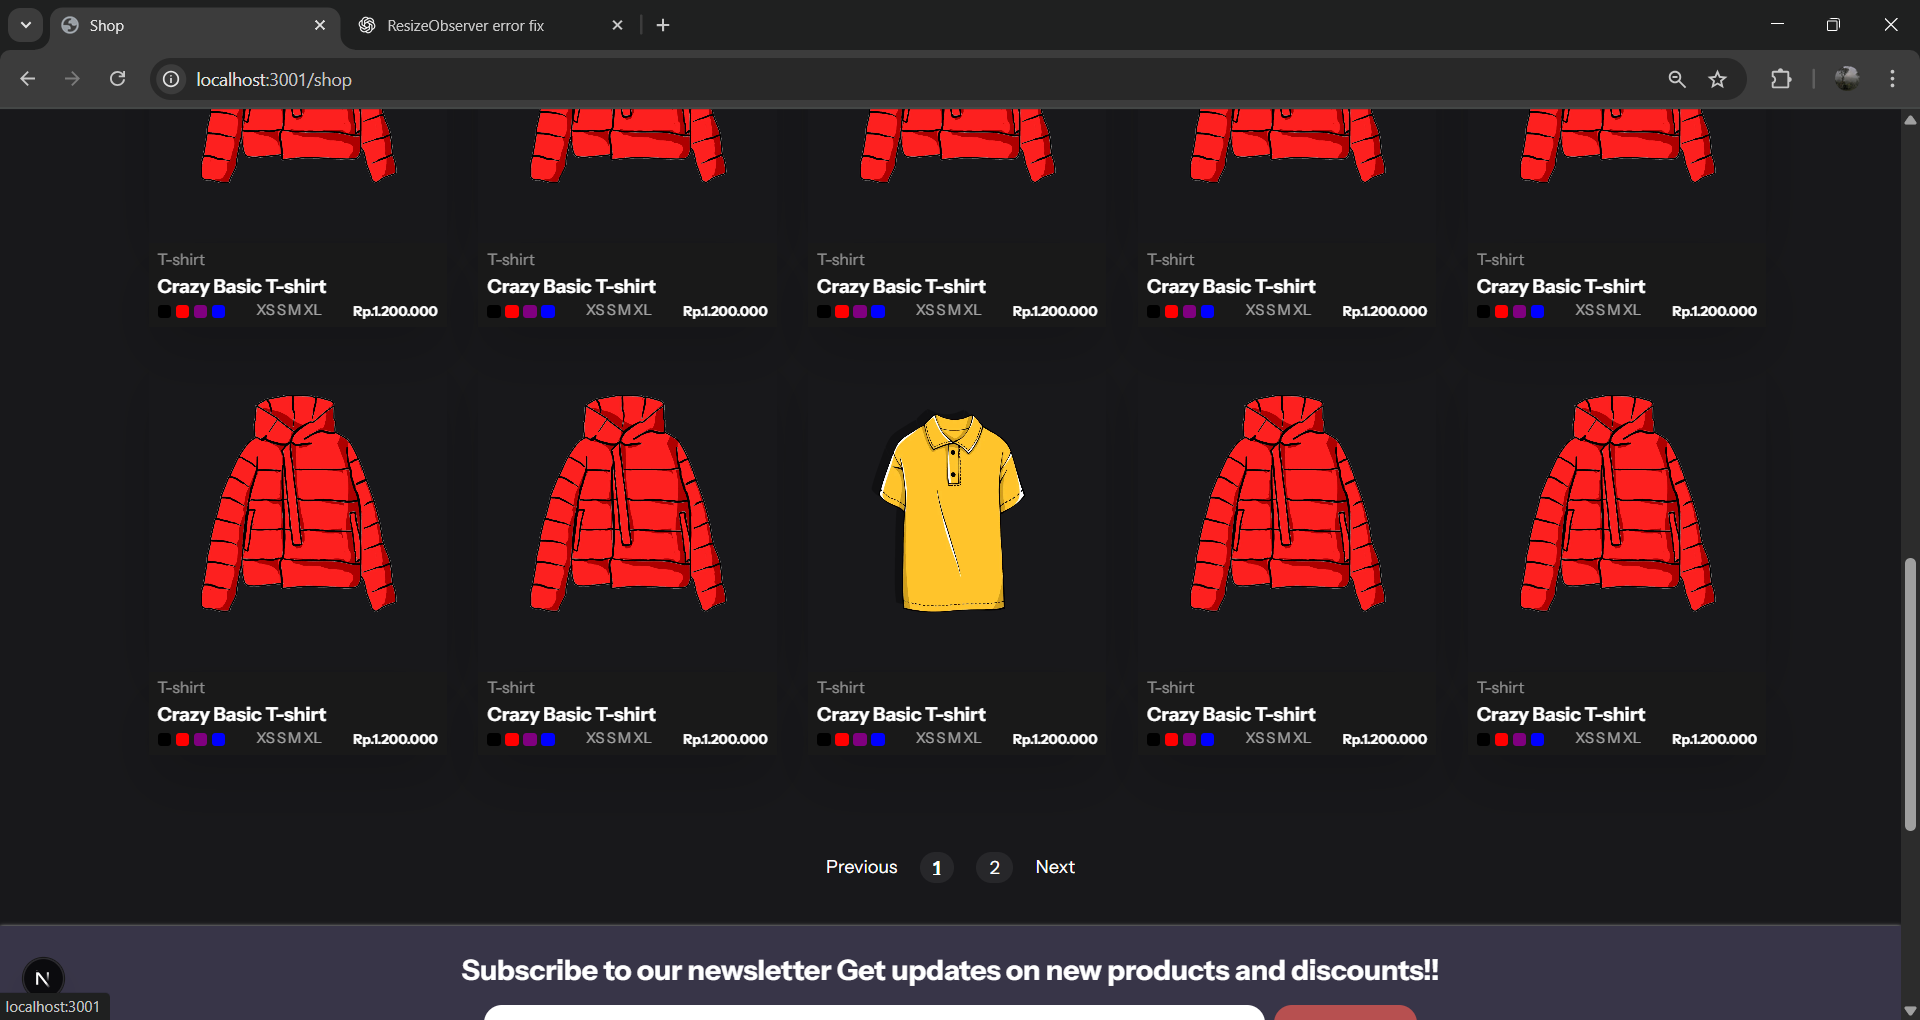 Shop
ResizeObserver error fix
localhost:3001/shop
T-shirt T-shirt T-shirt T-shirt T-shirt
Crazy Basic T-shirt Crazy Basic T-shirt Crazy Basic T-shirt Crazy Basic T-shirt Crazy Basic T-shirt
XS S M XL Rp.1.200.000 XS S M XL Rp.1.200.000 XS S M XL Rp.1.200.000 XS S M XL Rp.1.200.000 XS S M XL Rp.1.200.000
T-shirt T-shirt T-shirt T-shirt T-shirt
Crazy Basic T-shirt Crazy Basic T-shirt Crazy Basic T-shirt Crazy Basic T-shirt Crazy Basic T-shirt
XS S M XL Rp.1.200.000 XS S M XL Rp.1.200.000 XS S M XL Rp.1.200.000 XS S M XL Rp.1.200.000 XS S M XL Rp.1.200.000
Previous 1 2 Next
Subscribe to our newsletter Get updates on new products and discounts!!
N
localhost:3001